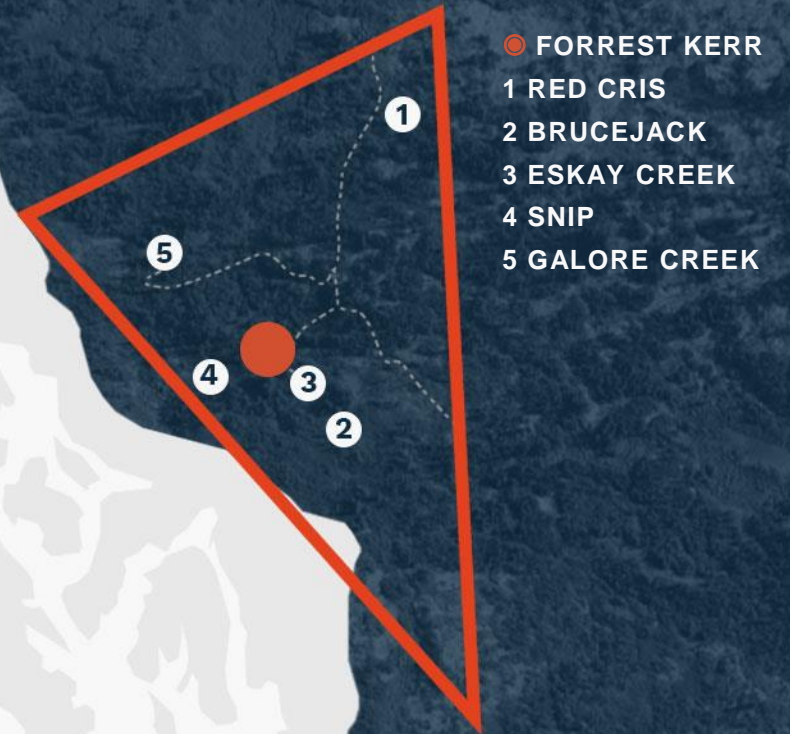 FORREST KERR
1 RED CRIS
2 BRUCEJACK
3 ESKAY CREEK
4 SNIP
5 GALORE CREEK
1
5
4
3
2